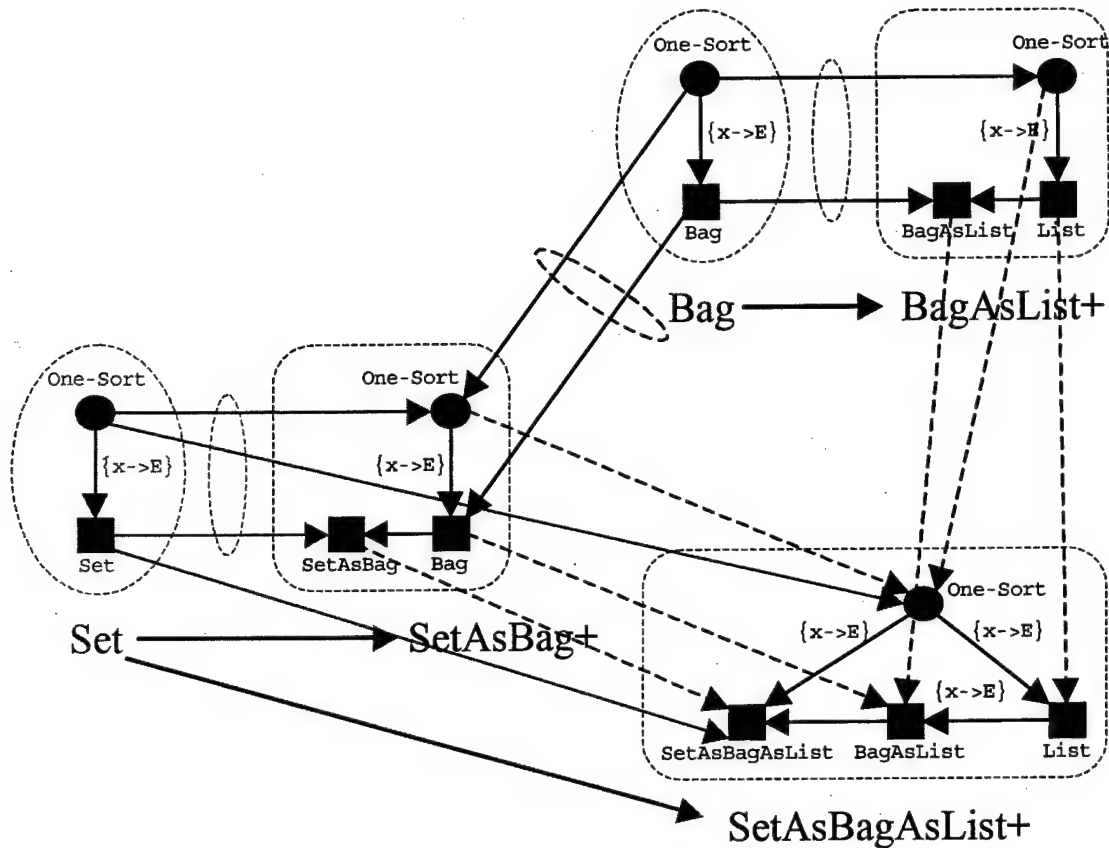 One-Sort
One-Sort
{x->E}
{x->E}
Bag
BagAsList
List
Bag
BagAsList+
One-Sort
One-Sort
{x->E}
{x->E}
Set
SetAsBag
Bag
One-Sort
Set
SetAsBag+
{x->E}
{x->E}
{x->E}
SetAsBagAsList
BagAsList
List
SetAsBagAsList+